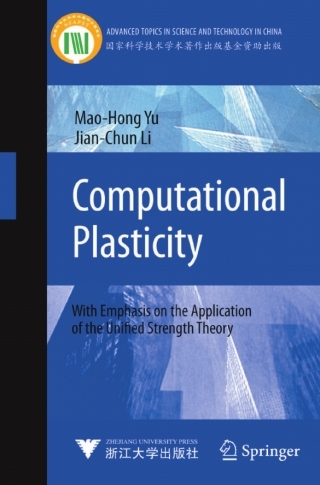 ADVANCED TOPICS IN SCIENCE AND TECHNOLOGY IN CHINA
国家科学技术学术著作出版基金资助出版
Mao-Hong Yu
Jian-Chun Li
Computational
Plasticity
With Emphasis on the Application
of the Unified Strength Theory
ZHEJIANG UNIVERSITY PRESS
浙江大学出版社
Springer